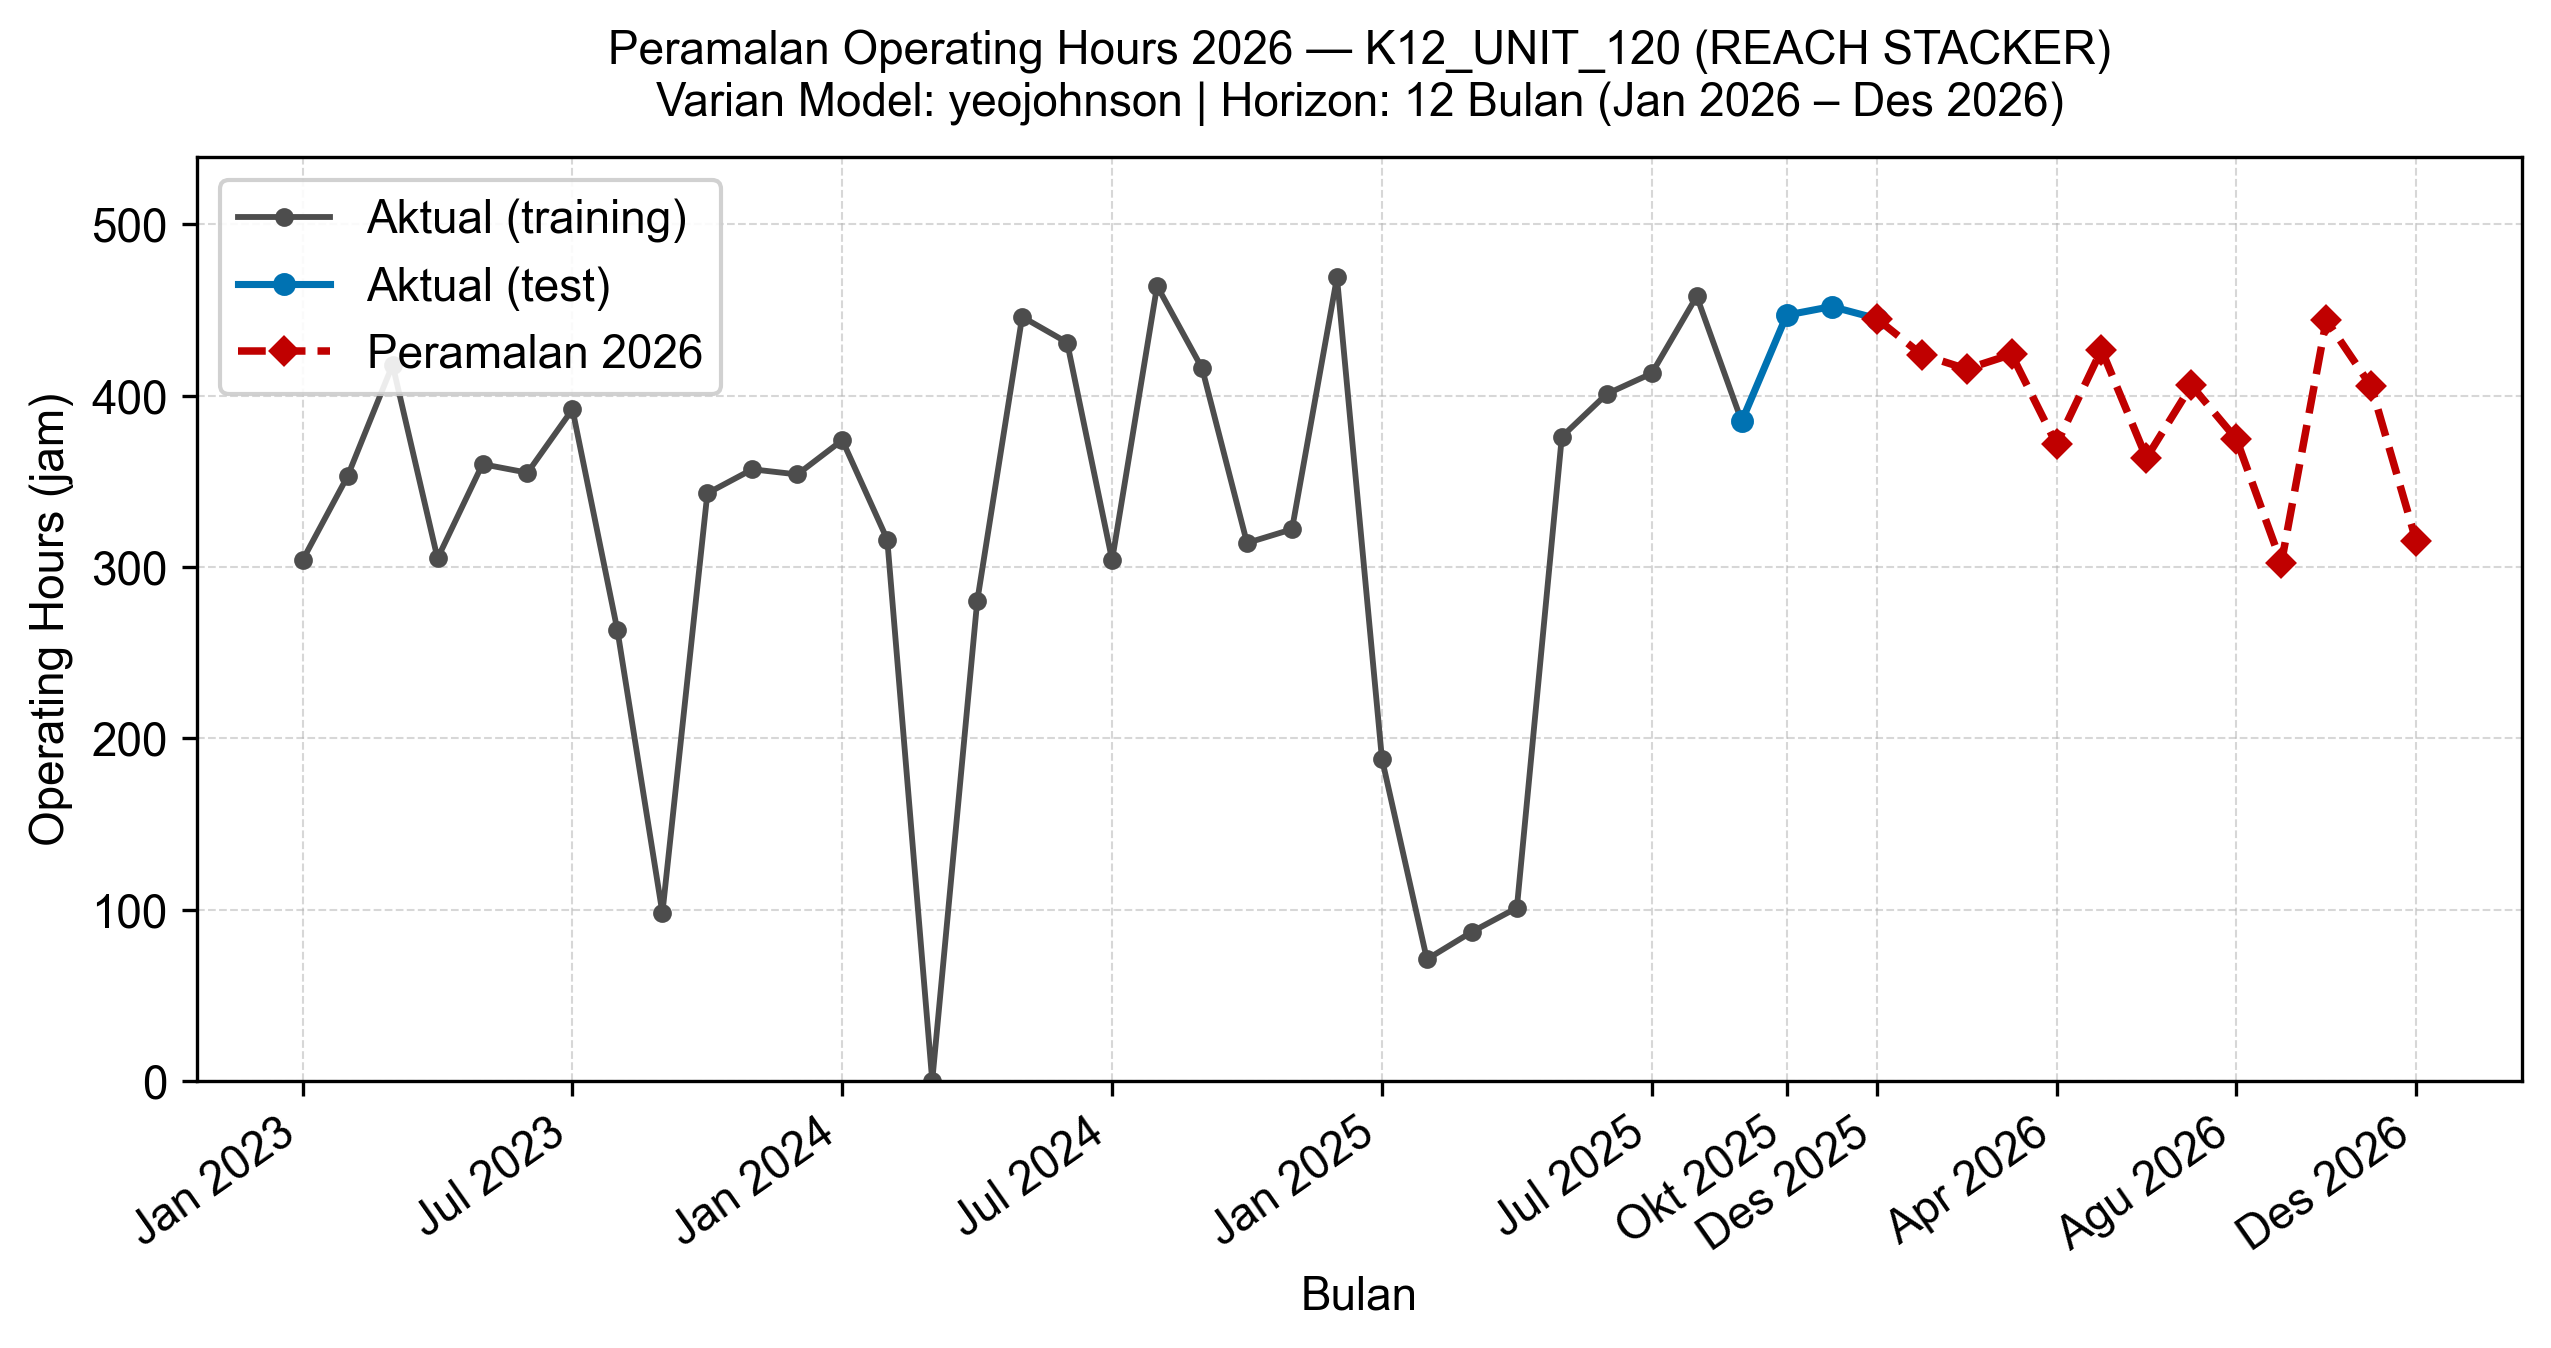 Peramalan Operating Hours 2026 — K12_UNIT_120 (REACH STACKER)
Varian Model: yeojohnson | Horizon: 12 Bulan (Jan 2026 – Des 2026)
Aktual (training)
Aktual (test)
Peramalan 2026
Operating Hours (jam)
500
400
300
200
100
0
Jan 2023
Jul 2023
Jan 2024
Jul 2024
Jan 2025
Jul 2025
Okt 2025
Des 2025
Apr 2026
Agu 2026
Des 2026
Bulan